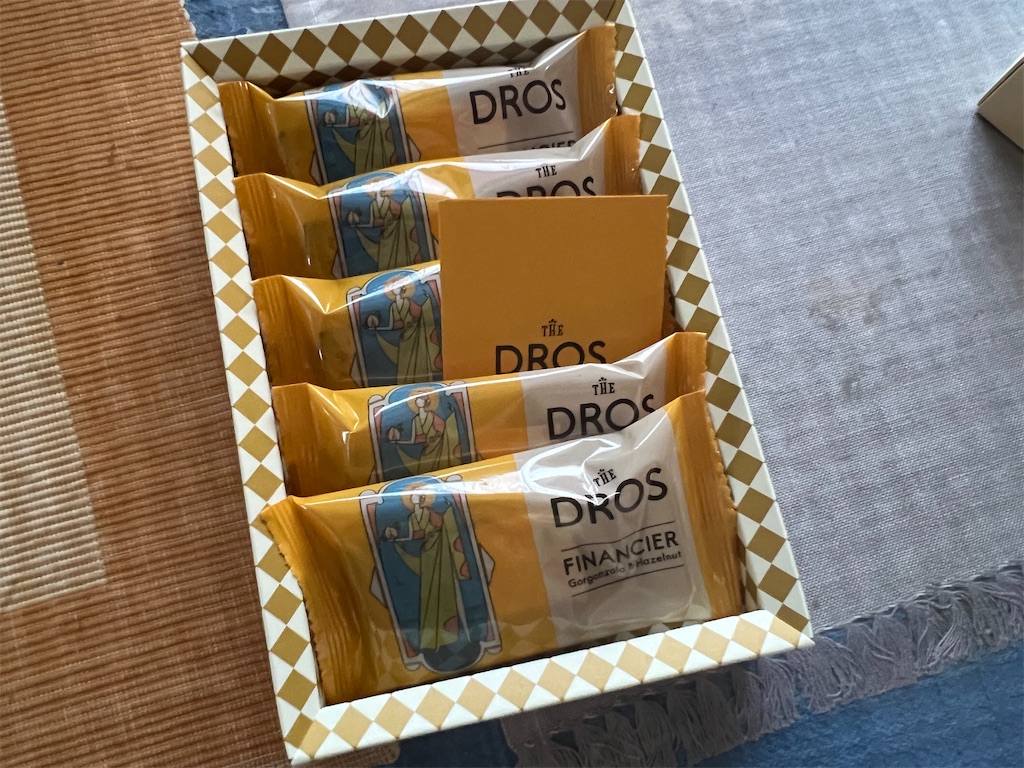 THE
DROS
THE
DROS
THE
DROS
THE
DROS
THE
DROS
FINANCIER
Gorgonzola & Hazelnut